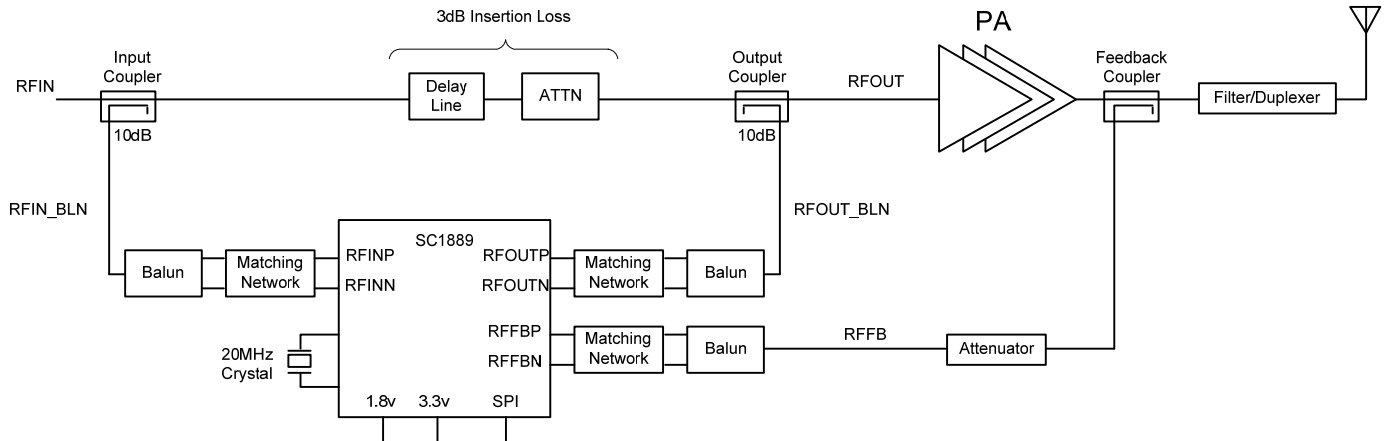 3dB Insertion Loss
PA
Input
Coupler
Output
Coupler
Feedback
Coupler
RFIN
Delay
Line
ATTN
RFOUT
Filter/Duplexer
10dB
10dB
RFIN_BLN
RFOUT_BLN
SC1889
Balun
Matching
Network
RFINP
RFINN
RFOUTP
RFOUTN
Matching
Network
Balun
20MHz
Crystal
RFFBP
RFFBN
Matching
Network
Balun
RFFB
Attenuator
1.8v
3.3v
SPI